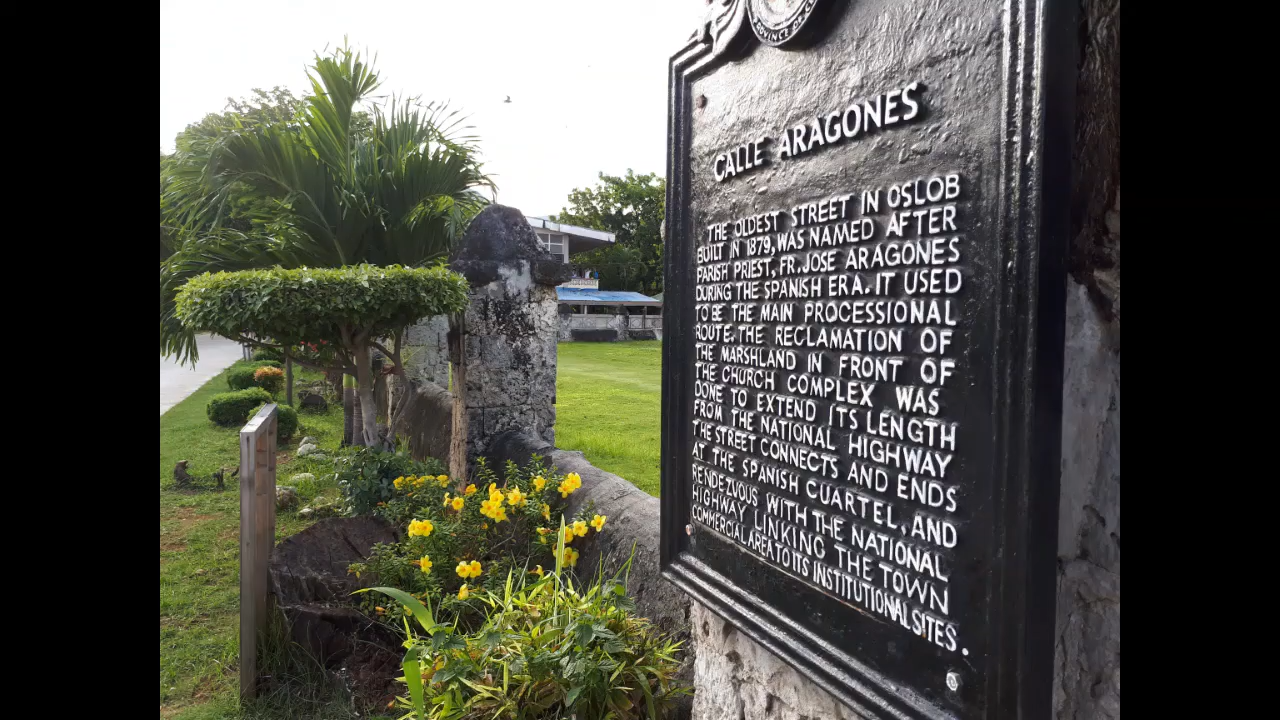 PROVINCE OF
CALLE ARAGONES
THE OLDEST STREET IN OSLOB
BUILT IN 1879, WAS NAMED AFTER
PARISH PRIEST, FR. JOSE ARAGONES
DURING THE SPANISH ERA. IT USED
TO BE THE MAIN PROCESSIONAL
ROUTE. THE RECLAMATION OF
THE MARSHLAND IN FRONT OF
THE CHURCH COMPLEX WAS
DONE TO EXTEND ITS LENGTH
FROM THE NATIONAL HIGHWAY
THE STREET CONNECTS AND ENDS
AT THE SPANISH CUARTEL, AND
RENDEZVOUS WITH THE NATIONAL
HIGHWAY LINKING THE TOWN
COMMERCIAL AREA TO ITS INSTITUTIONAL SITES.